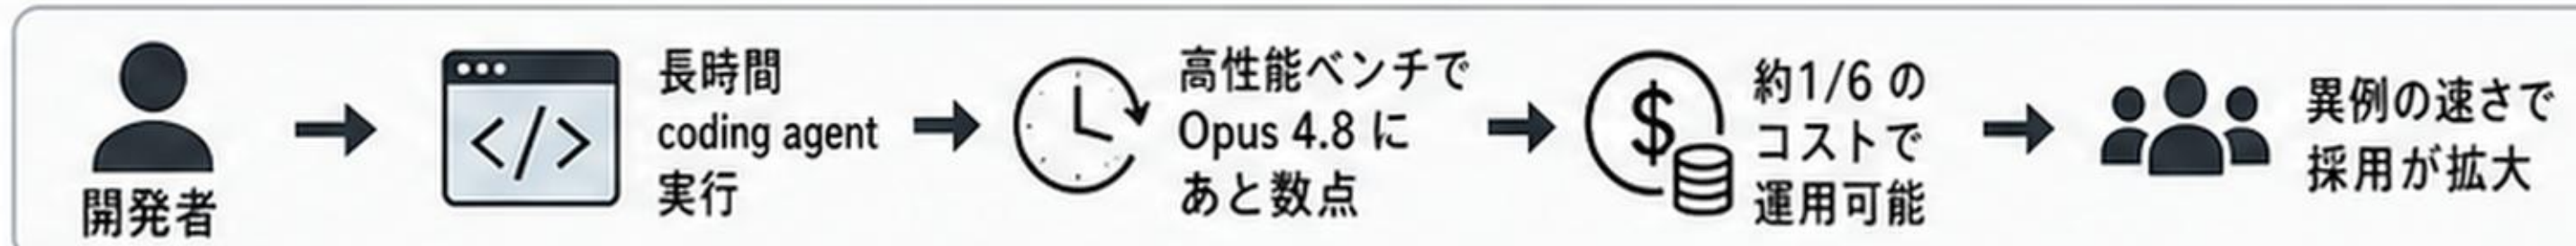 開発者
</>
長時間
coding agent
実行
高性能ベンチで
Opus 4.8 に
あと数点
$
約1/6 の
コストで
運用可能
異例の速さで
採用が拡大